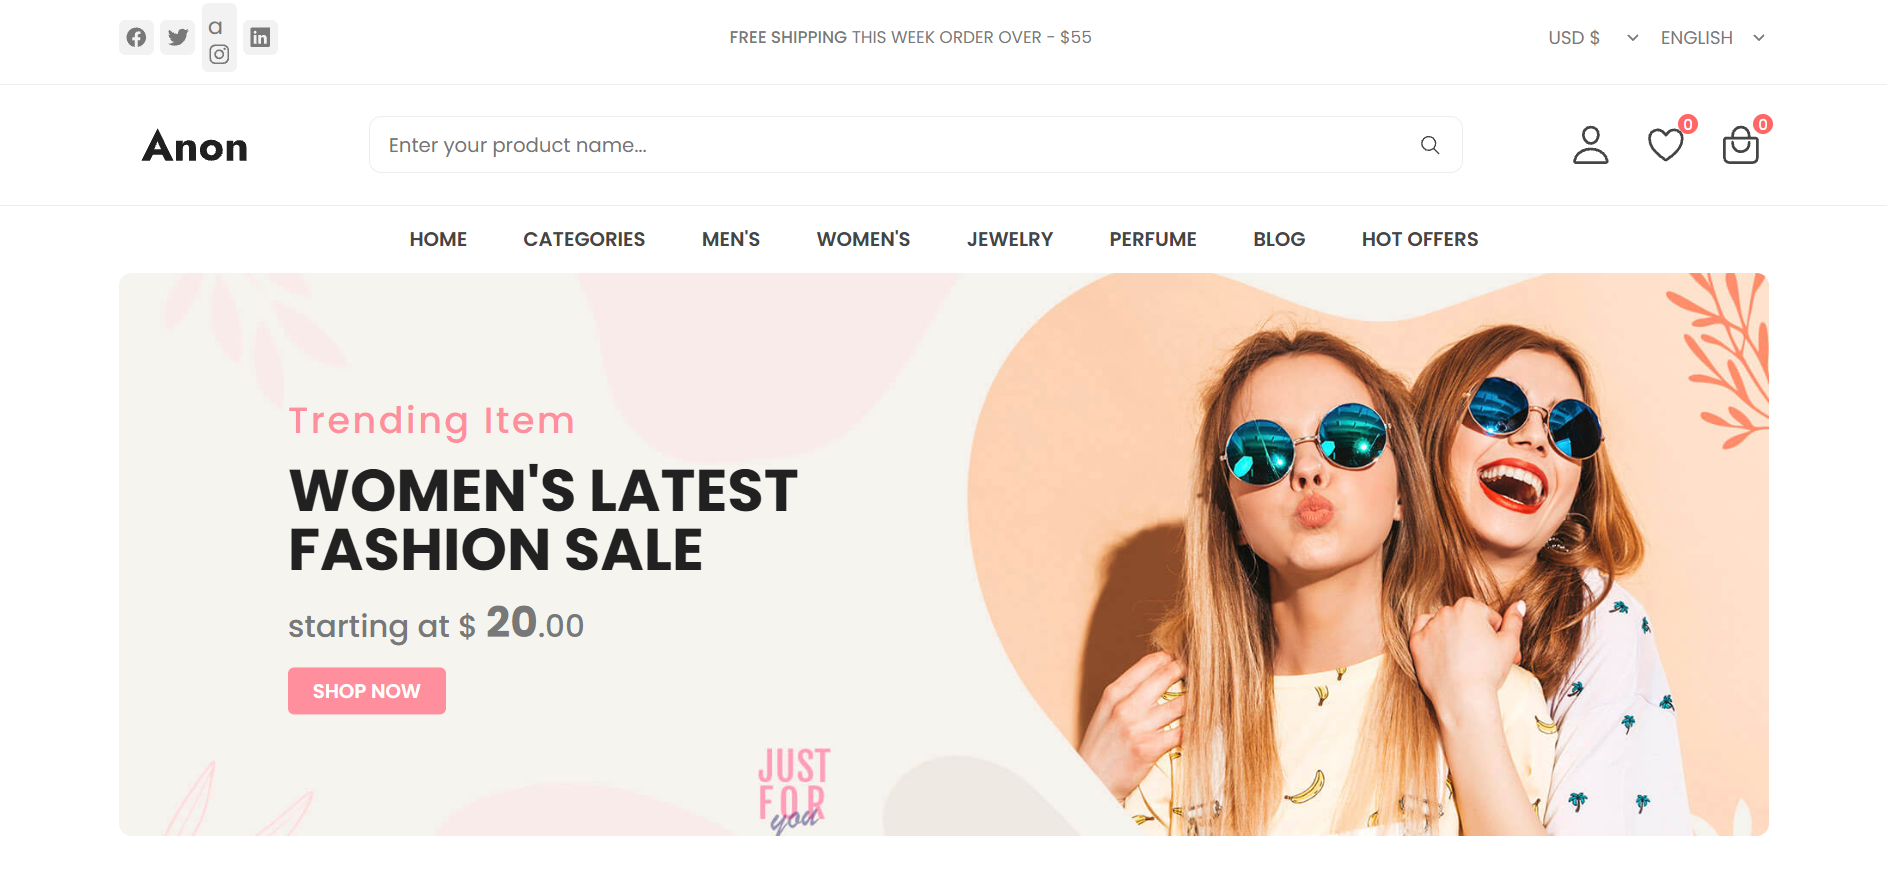 a
FREE SHIPPING THIS WEEK ORDER OVER - $55
USD $
ENGLISH
Anon
Enter your product name...
0
0
HOME
CATEGORIES
MEN'S
WOMEN'S
JEWELRY
PERFUME
BLOG
HOT OFFERS
Trending Item
WOMEN'S LATEST
FASHION SALE
starting at $ 20.00
SHOP NOW
JUST
FOR
you